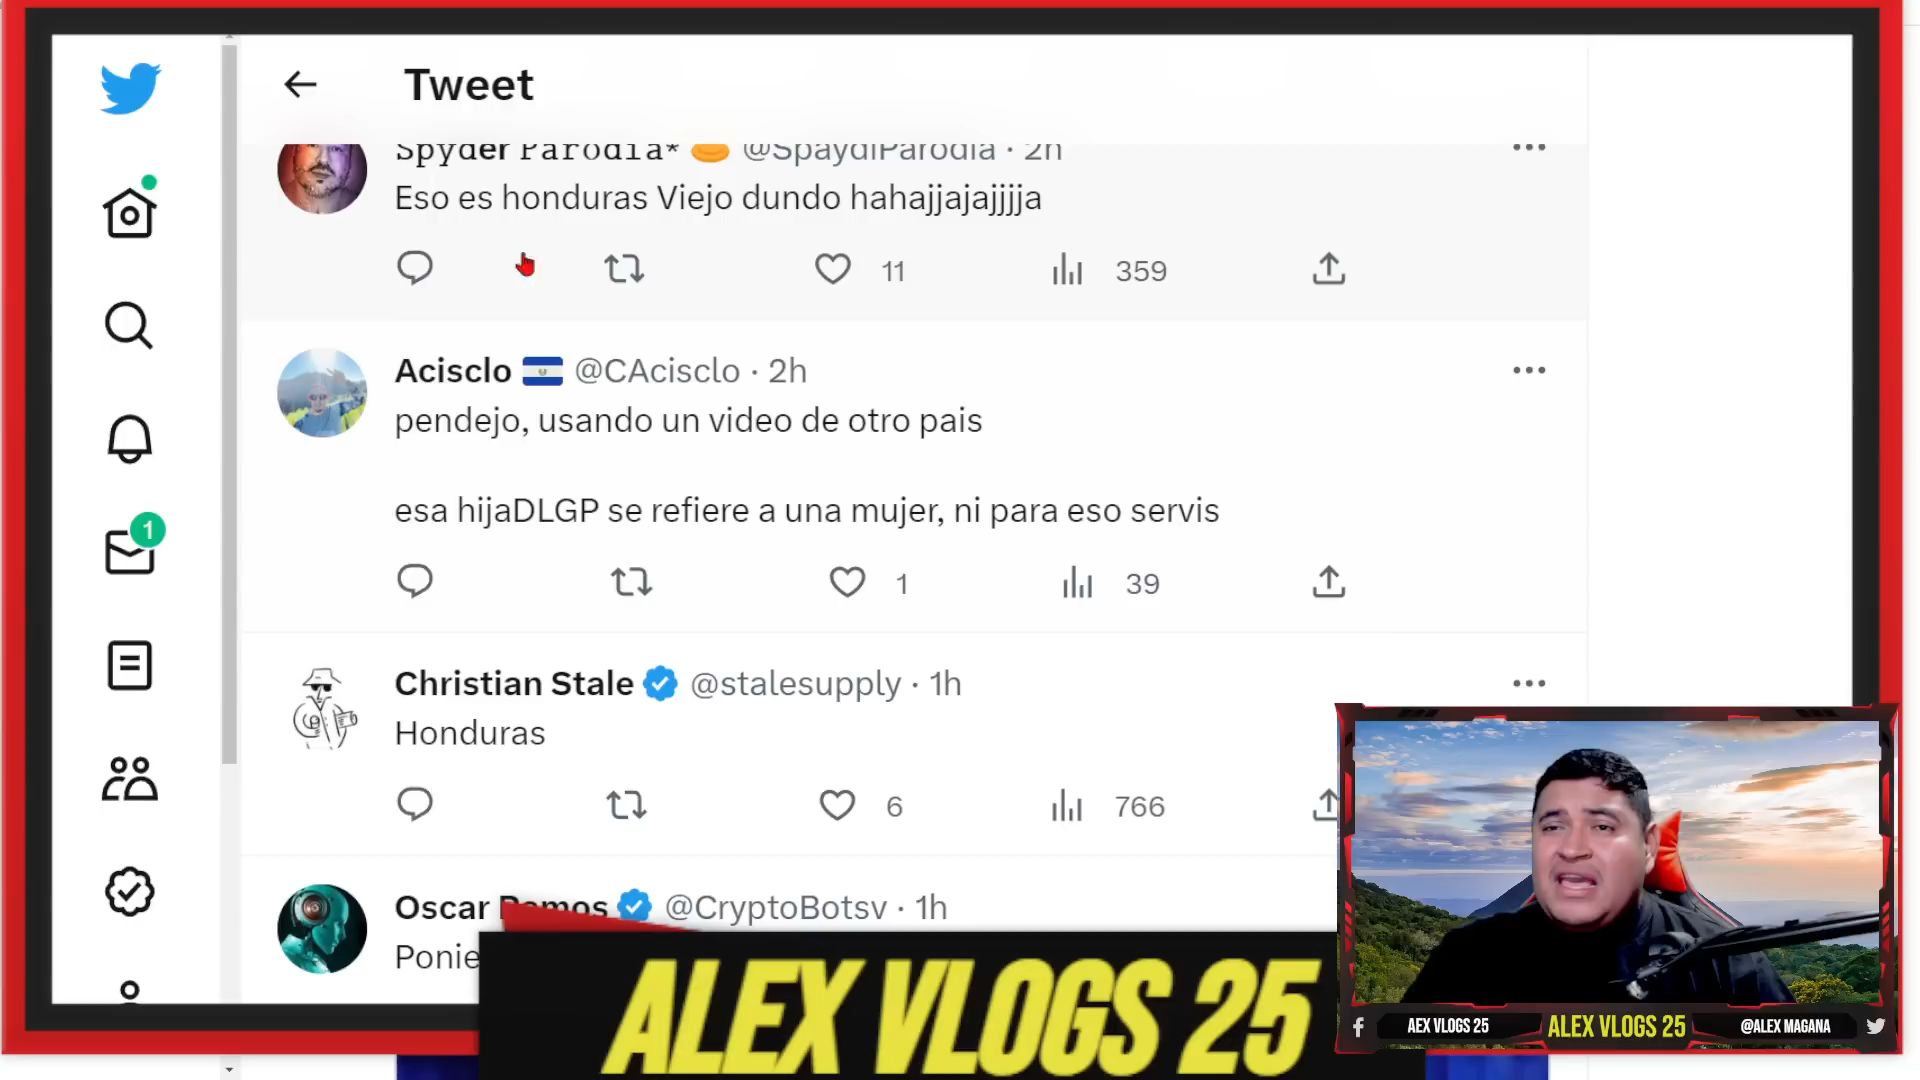 Tweet
Spyder Parodia* @SpaydiParodia · 2h
Eso es honduras Viejo dundo hahajjajajjjja
11 359
Acisclo @CAcisclo · 2h
pendejo, usando un video de otro pais
esa hijaDLGP se refiere a una mujer, ni para eso servis
1 39
1
Christian Stale @stalesupply · 1h
Honduras
6 766
Oscar Ramos @CryptoBotsv · 1h
Ponie
ALEX VLOGS 25
AEX VLOGS 25 ALEX VLOGS 25 @ALEX MAGANA